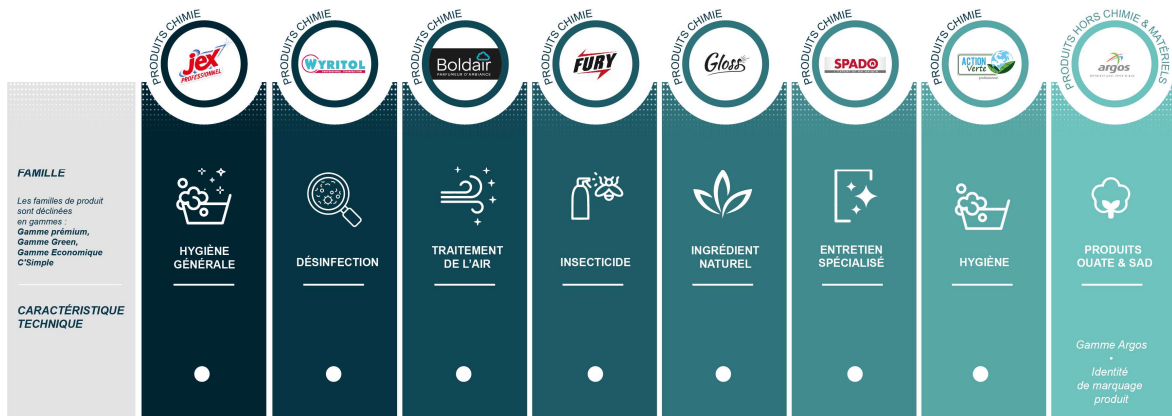 FAMILLE
Les familles de produit
sont déclinées
en gammes :
Gamme prémium,
Gamme Green,
Gamme Economique
C'Simple
CARACTÉRISTIQUE
TECHNIQUE
PRODUITS CHIMIE
jex
PROFESSIONNEL
HYGIÈNE
GÉNÉRALE
PRODUITS CHIMIE
WYRITOL
DÉSINFECTION
PRODUITS CHIMIE
Boldair
PARFUMEUR D'AMBIANCE
TRAITEMENT
DE L'AIR
PRODUITS CHIMIE
FURY
INSECTICIDE
PRODUITS CHIMIE
Gloss
INGRÉDIENT
NATUREL
PRODUITS CHIMIE
SPADO
ENTRETIEN
SPÉCIALISÉ
PRODUITS CHIMIE
ACTION
Verte
professionnel
HYGIÈNE
PRODUITS HORS CHIMIE & MATÉRIELS
argos
PRODUITS
OUATE & SAD
Gamme Argos
•
Identité
de marquage
produit